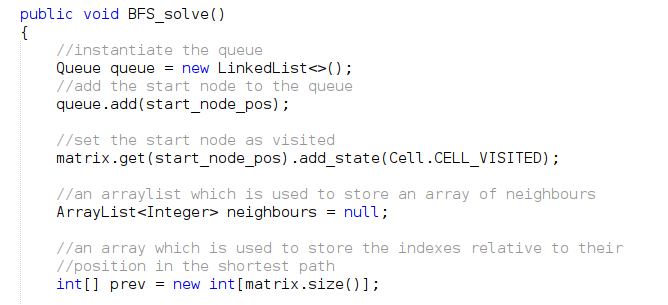 public void BFS_solve()
{
//instantiate the queue
Queue queue = new LinkedList<>();
//add the start node to the queue
queue.add(start_node_pos);
//set the start node as visited
matrix.get(start_node_pos).add_state(Cell.CELL_VISITED);
//an arraylist which is used to store an array of neighbours
ArrayList<Integer> neighbours = null;
//an array which is used to store the indexes relative to their
//position in the shortest path
int[] prev = new int[matrix.size()];